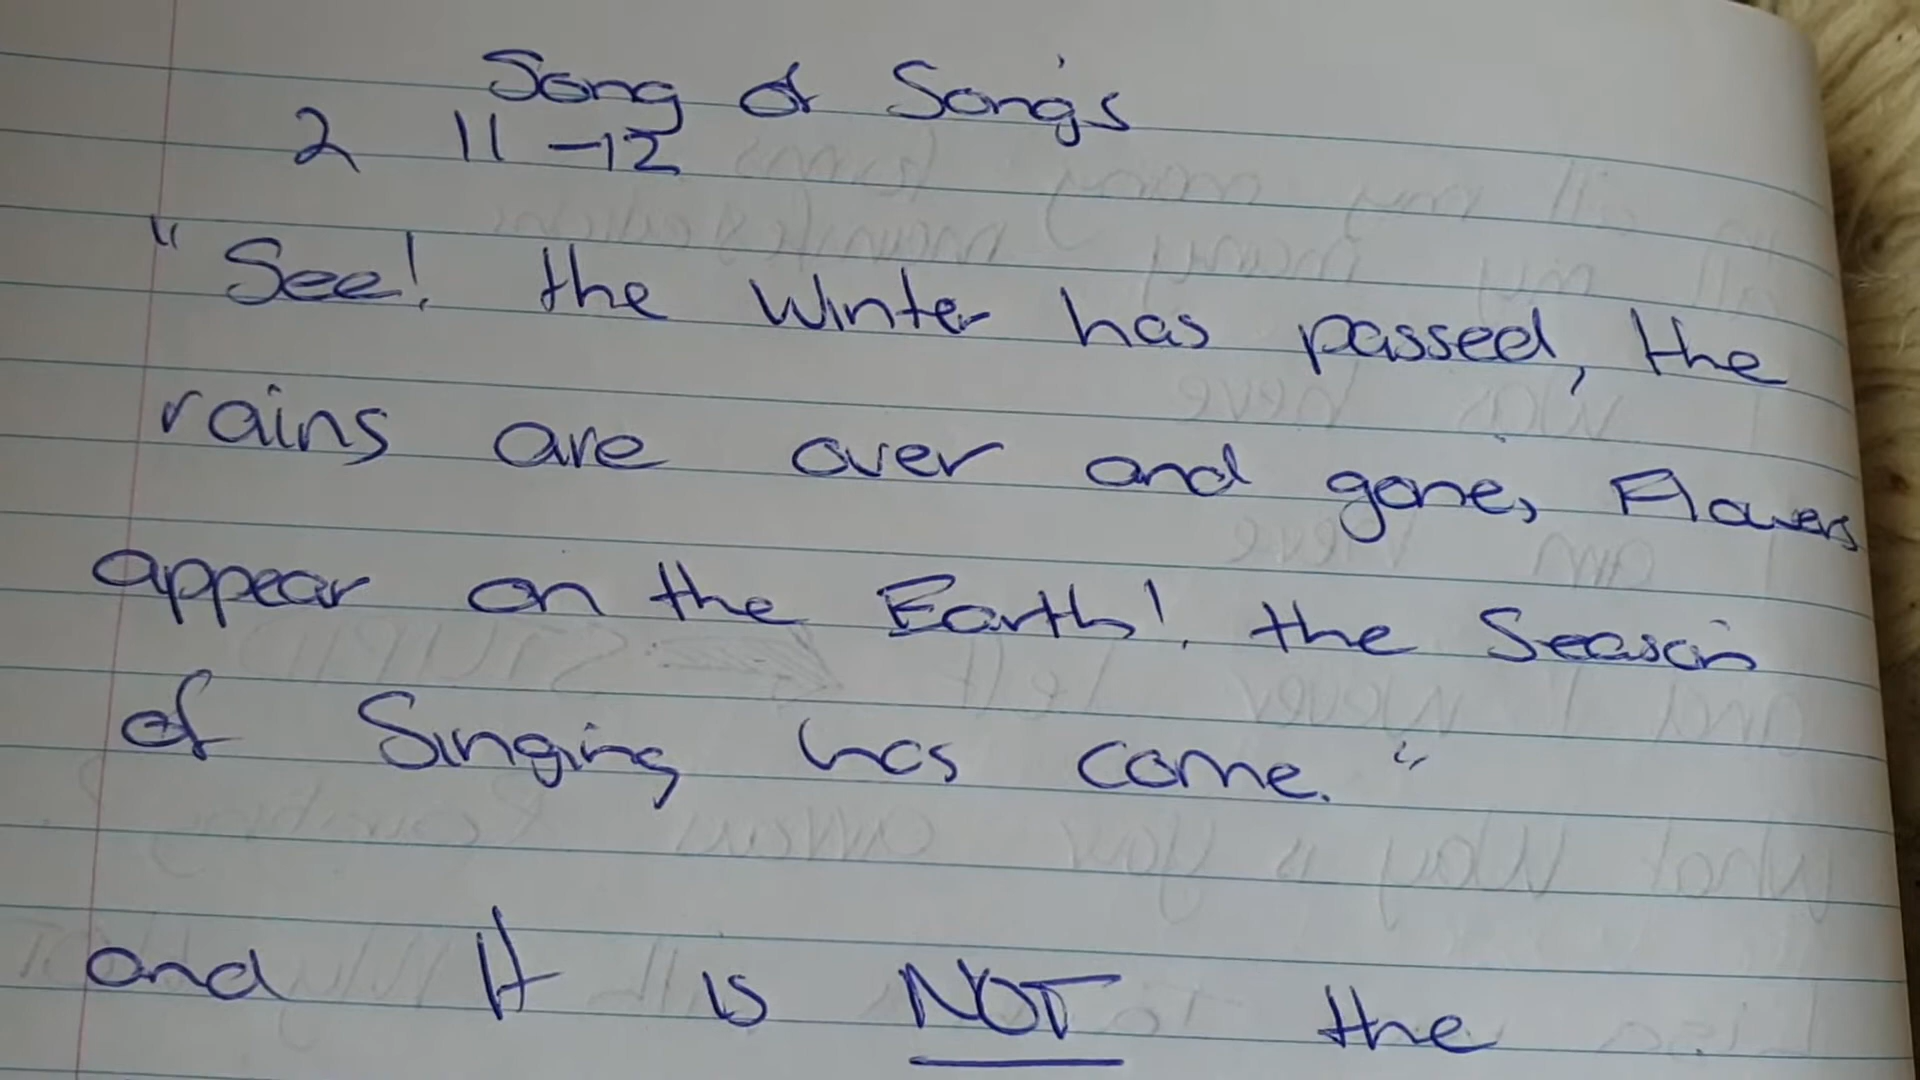 Song of Song's
2 11-12
"See! the Winter has passed, the
rains are over and gone, Flowers
appear on the Earth!, the Season
of Singing has come."
and It is NOT the